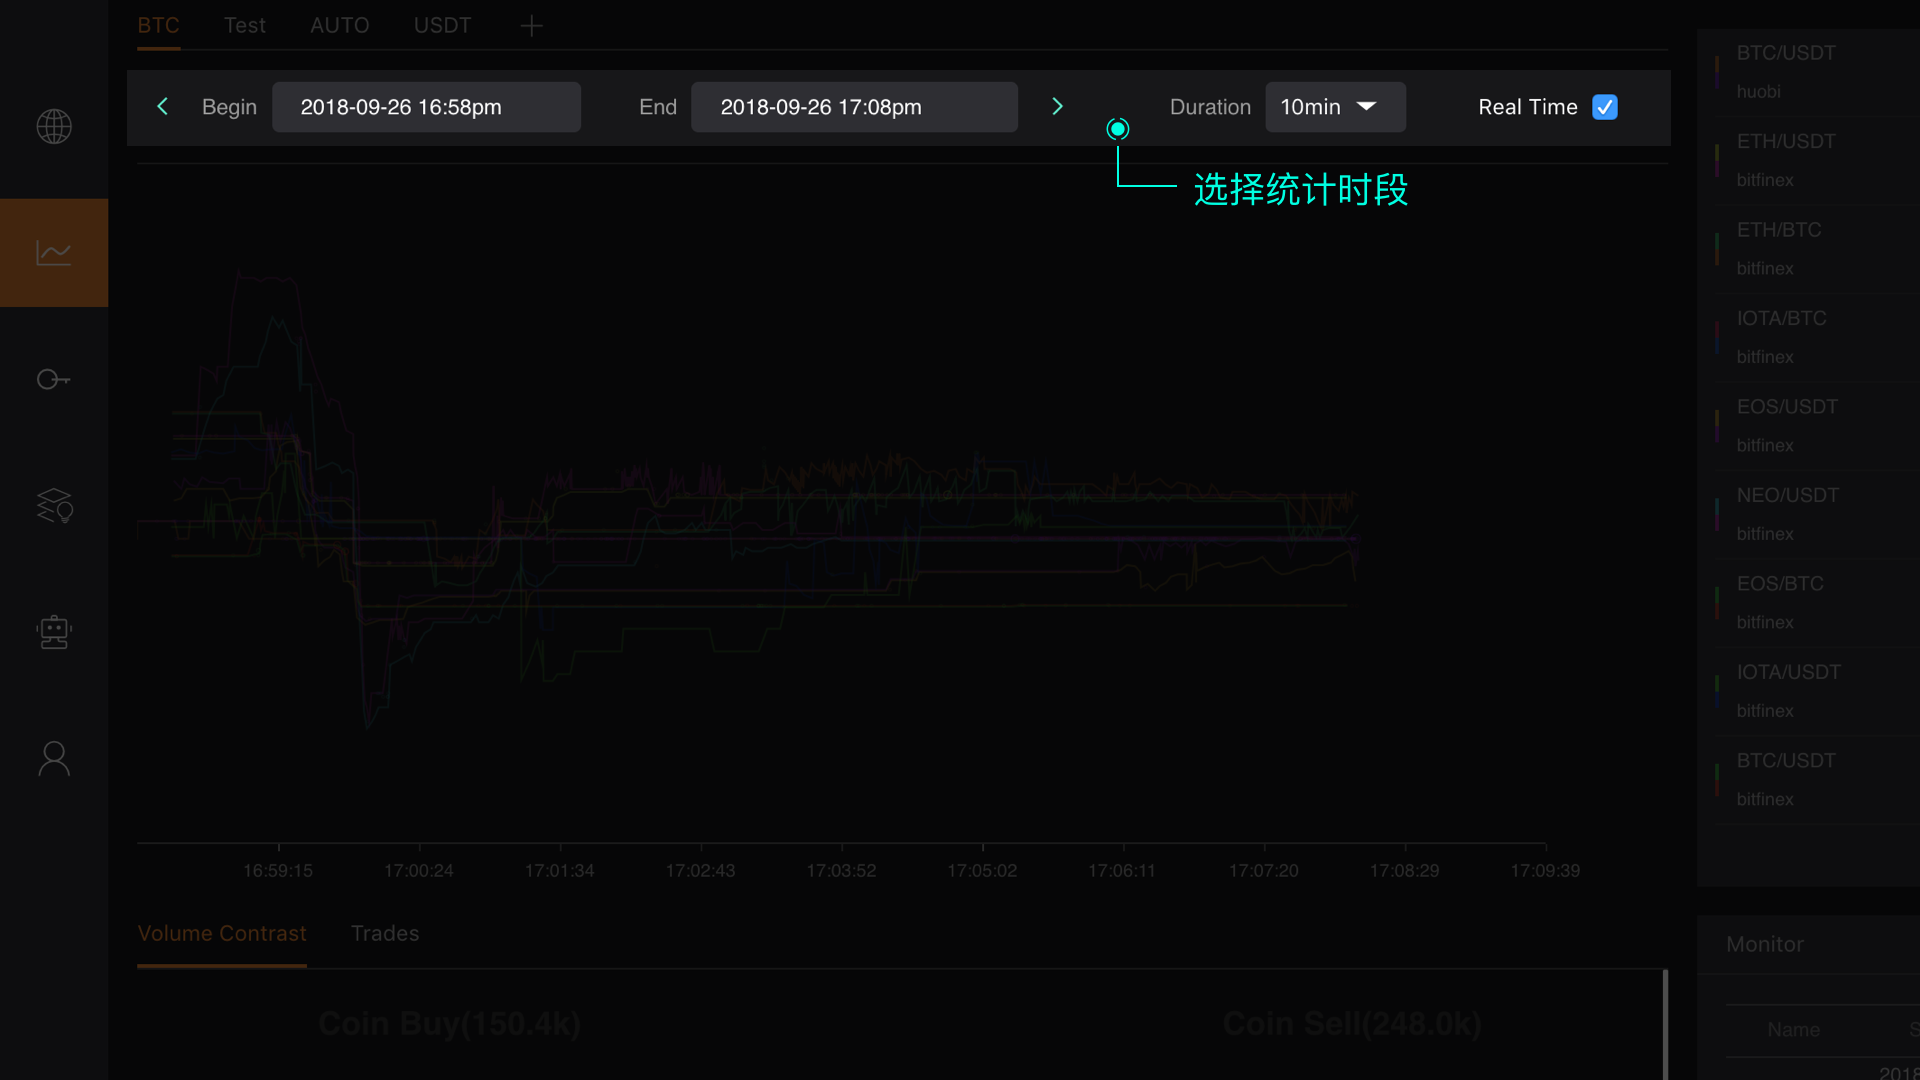 BTC Test AUTO USDT
Begin 2018-09-26 16:58pm End 2018-09-26 17:08pm Duration 10min Real Time
选择统计时段
16:59:15 17:00:24 17:01:34 17:02:43 17:03:52 17:05:02 17:06:11 17:07:20 17:08:29 17:09:39
Volume Contrast Trades
Coin Buy(150.4k) Coin Sell(248.0k)
BTC/USDT
huobi
ETH/USDT
bitfinex
ETH/BTC
bitfinex
IOTA/BTC
bitfinex
EOS/USDT
bitfinex
NEO/USDT
bitfinex
EOS/BTC
bitfinex
IOTA/USDT
bitfinex
BTC/USDT
bitfinex
Monitor
Name
2018